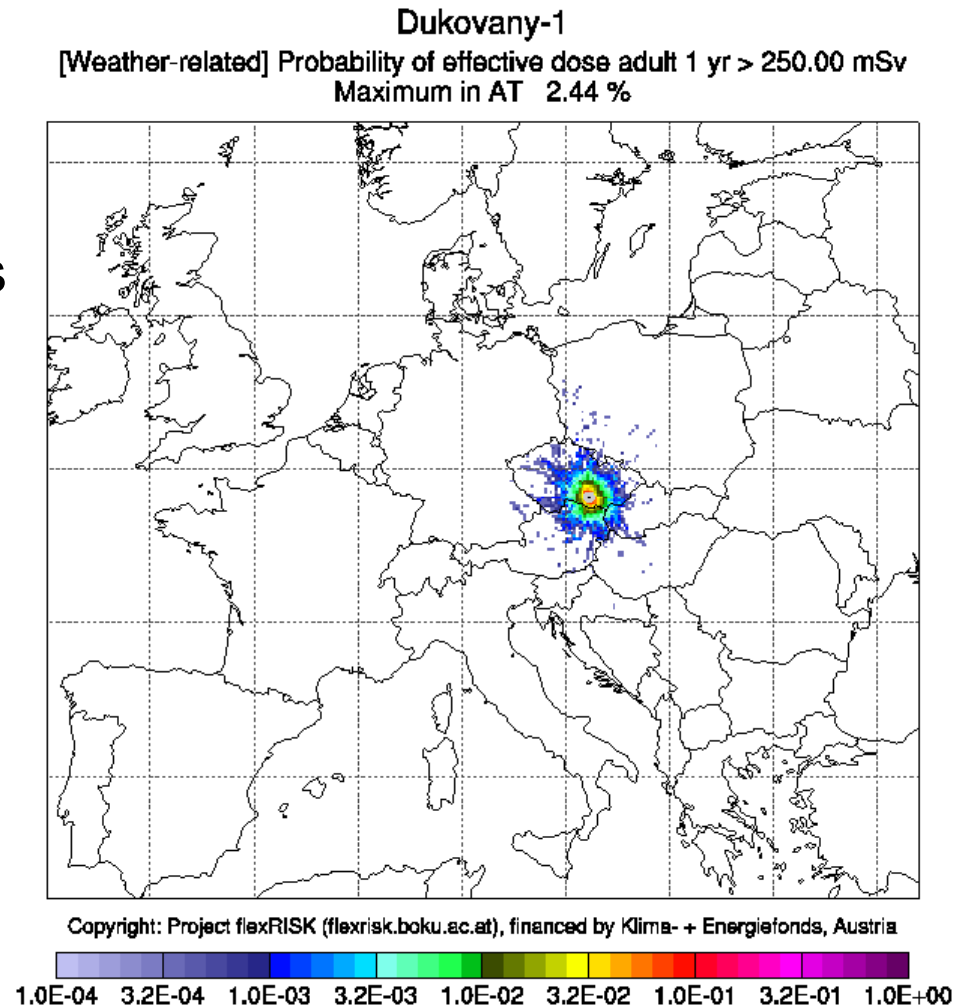 Dukovany-1
[Weather-related] Probability of effective dose adult 1 yr > 250.00 mSv
Maximum in AT 2.44 %
s
Copyright: Project flexRISK (flexrisk.boku.ac.at), financed by Klima- + Energiefonds, Austria
1.0E-04 3.2E-04 1.0E-03 3.2E-03 1.0E-02 3.2E-02 1.0E-01 3.2E-01 1.0E+00